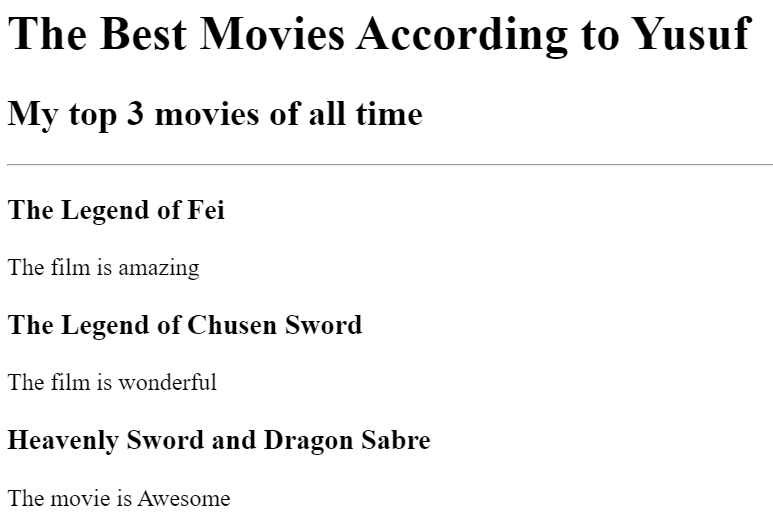 The Best Movies According to Yusuf
My top 3 movies of all time
The Legend of Fei
The film is amazing
The Legend of Chusen Sword
The film is wonderful
Heavenly Sword and Dragon Sabre
The movie is Awesome